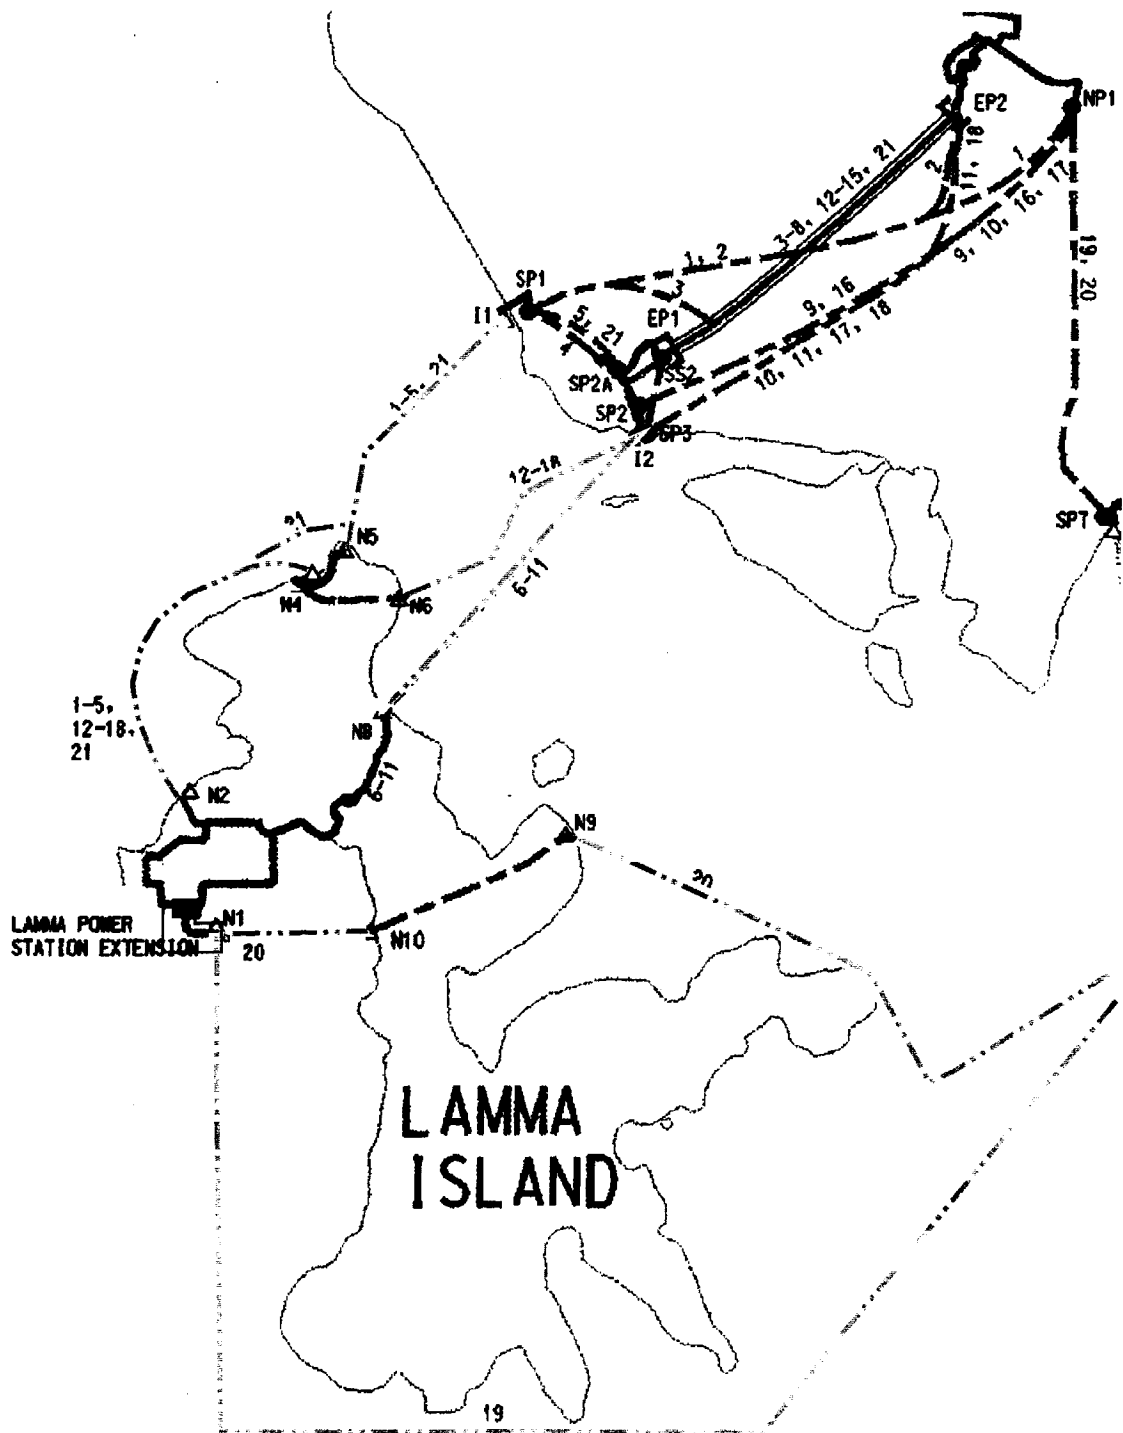 EP2
NP1
11, 18
2
1
3-8, 12-15, 21
9, 10, 16, 17
19, 20
1, 2
SP1
3
I1
5, 21
4
EP1
9, 16
10, 11, 17, 18
SS2
SP2A
SP2
SP3
I2
1-5, 21
12-18
SP7
21
N5
6-11
N4
N6
1-5,
12-18,
21
N8
6-11
N2
N9
20
LAMMA POWER
STATION EXTENSION
N1
20
N10
LAMMA
ISLAND
19